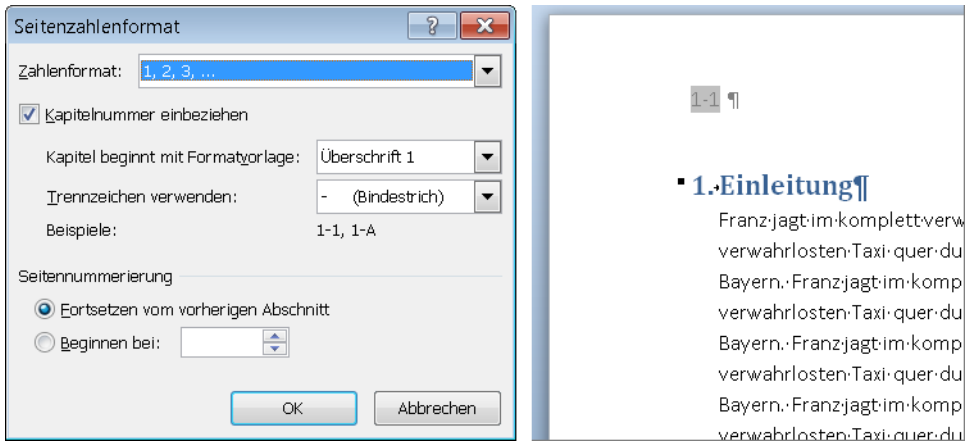 Seitenzahlenformat
Zahlenformat: 1, 2, 3, ...
Kapitelnummer einbeziehen
Kapitel beginnt mit Formatvorlage: Überschrift 1
Trennzeichen verwenden: - (Bindestrich)
Beispiele: 1-1, 1-A
Seitennummerierung
Fortsetzen vom vorherigen Abschnitt
Beginnen bei:
OK Abbrechen
1-1 ¶
1. Einleitung¶
Franz·jagt·im·komplett·verw
verwahrlosten·Taxi·quer·du
Bayern.·Franz·jagt·im·komp
verwahrlosten·Taxi·quer·du
Bayern.·Franz·jagt·im·komp
verwahrlosten·Taxi·quer·du
Bayern.·Franz·jagt·im·komp
verwahrlosten·Taxi·quer·du